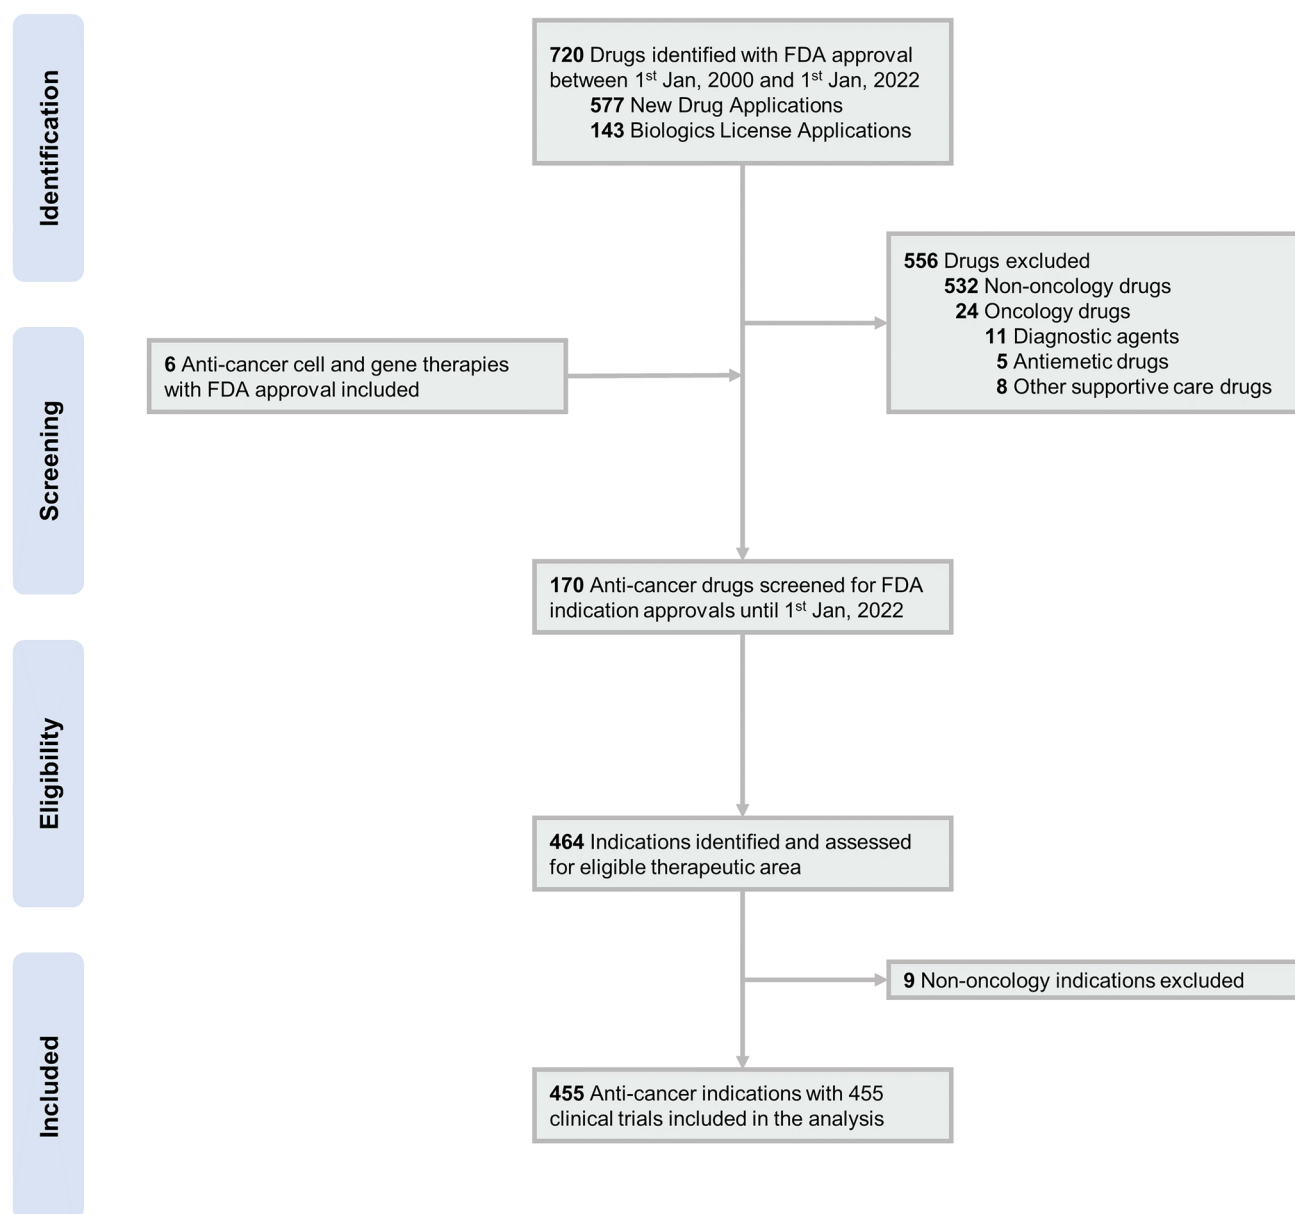 Identification
720 Drugs identified with FDA approval
between 1st Jan, 2000 and 1st Jan, 2022
577 New Drug Applications
143 Biologics License Applications
556 Drugs excluded
532 Non-oncology drugs
24 Oncology drugs
11 Diagnostic agents
5 Antiemetic drugs
8 Other supportive care drugs
Screening
6 Anti-cancer cell and gene therapies
with FDA approval included
170 Anti-cancer drugs screened for FDA
indication approvals until 1st Jan, 2022
Eligibility
464 Indications identified and assessed
for eligible therapeutic area
Included
9 Non-oncology indications excluded
455 Anti-cancer indications with 455
clinical trials included in the analysis